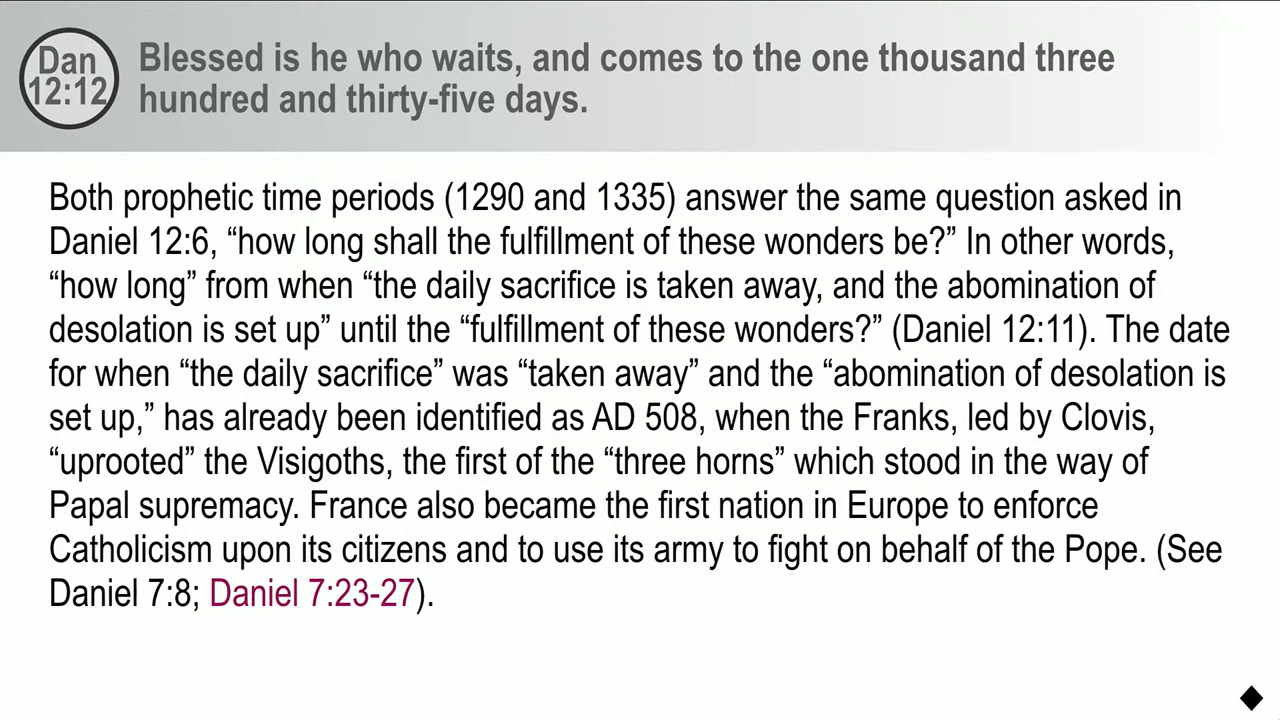 Dan
12:12
Blessed is he who waits, and comes to the one thousand three
hundred and thirty-five days.
Both prophetic time periods (1290 and 1335) answer the same question asked in
Daniel 12:6, “how long shall the fulfillment of these wonders be?” In other words,
“how long” from when “the daily sacrifice is taken away, and the abomination of
desolation is set up” until the “fulfillment of these wonders?” (Daniel 12:11). The date
for when “the daily sacrifice” was “taken away” and the “abomination of desolation is
set up,” has already been identified as AD 508, when the Franks, led by Clovis,
“uprooted” the Visigoths, the first of the “three horns” which stood in the way of
Papal supremacy. France also became the first nation in Europe to enforce
Catholicism upon its citizens and to use its army to fight on behalf of the Pope. (See
Daniel 7:8; Daniel 7:23-27).